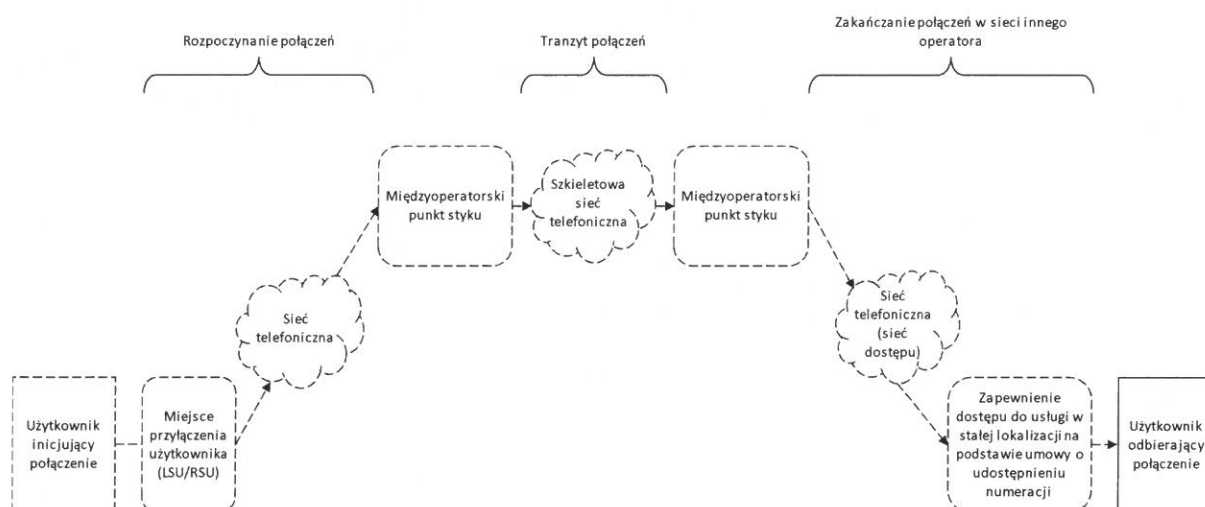 Rozpoczynanie połączeń
Tranzyt połączeń
Zakańczanie połączeń w sieci innego
operatora
Międzyoperatorski
punkt styku
Szkieletowa
sieć
telefoniczna
Międzyoperatorski
punkt styku
Sieć
telefoniczna
Sieć
telefoniczna
(sieć
dostępu)
Użytkownik
inicjujący
połączenie
Miejsce
przyłączenia
użytkownika
(LSU/RSU)
Zapewnienie
dostępu do usługi w
stałej lokalizacji na
podstawie umowy o
udostępnieniu
numeracji
Użytkownik
odbierający
połączenie